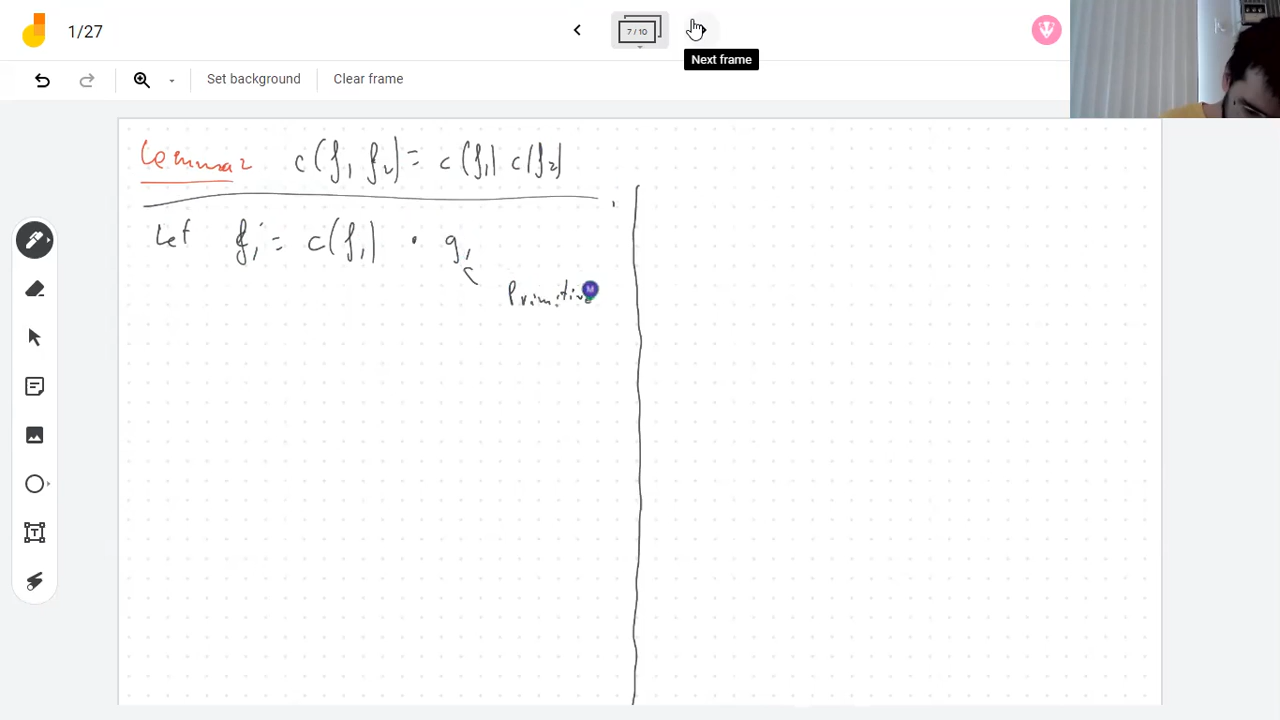 1/27
7 / 10
Next frame
Set background
Clear frame
Lemma 2 c(f₁ f₂) = c(f₁) c(f₂)
Let f₁ = c(f₁) · g₁
Primitive
M
T